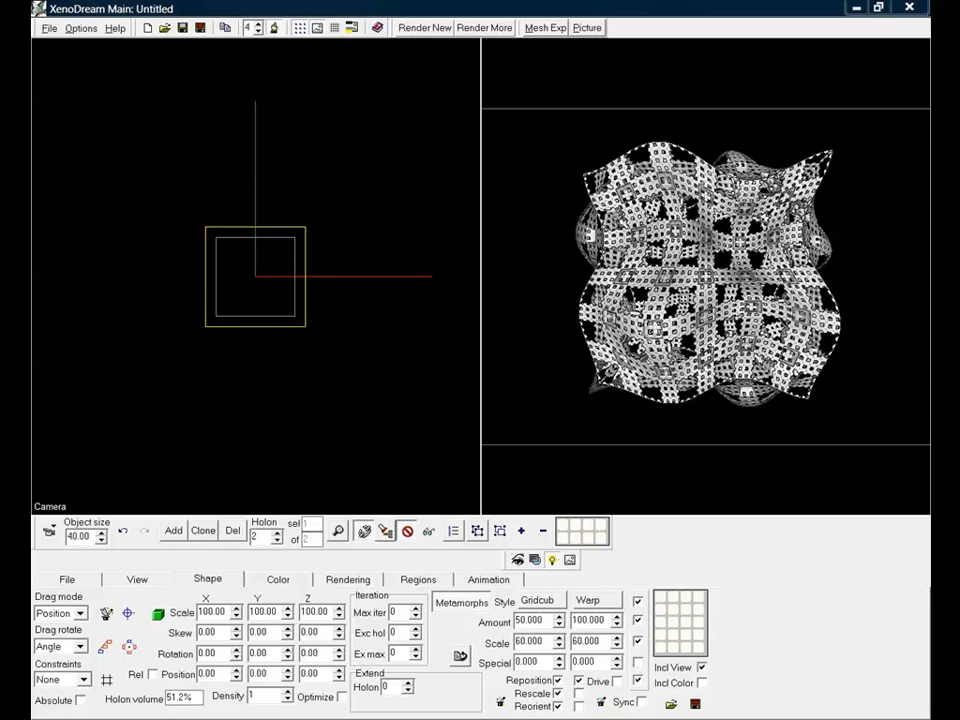 XenoDream Main: Untitled
File Options Help 4 Render New Render More Mesh Exp Picture
Camera
Object size Add Clone Del Holon sel 1
40.00 2 of 2
File View Shape Color Rendering Regions Animation
Drag mode X Y Z Iteration Metamorphs Style Gridcub Warp
Position Scale 100.00 100.00 100.00 Max iter 0 Amount 50.000 100.000
Drag rotate Skew 0.00 0.00 0.00 Exc hol 0 Scale 60.000 60.000
Angle Rotation 0.00 0.00 0.00 Ex max 0 Special 0.000 0.000
Constraints Rel Position 0.00 0.00 0.00 Extend Reposition Drive Incl View
None Holon 0 Rescale Incl Color
Absolute Holon volume 51.2% Density 1 Optimize Reorient Sync